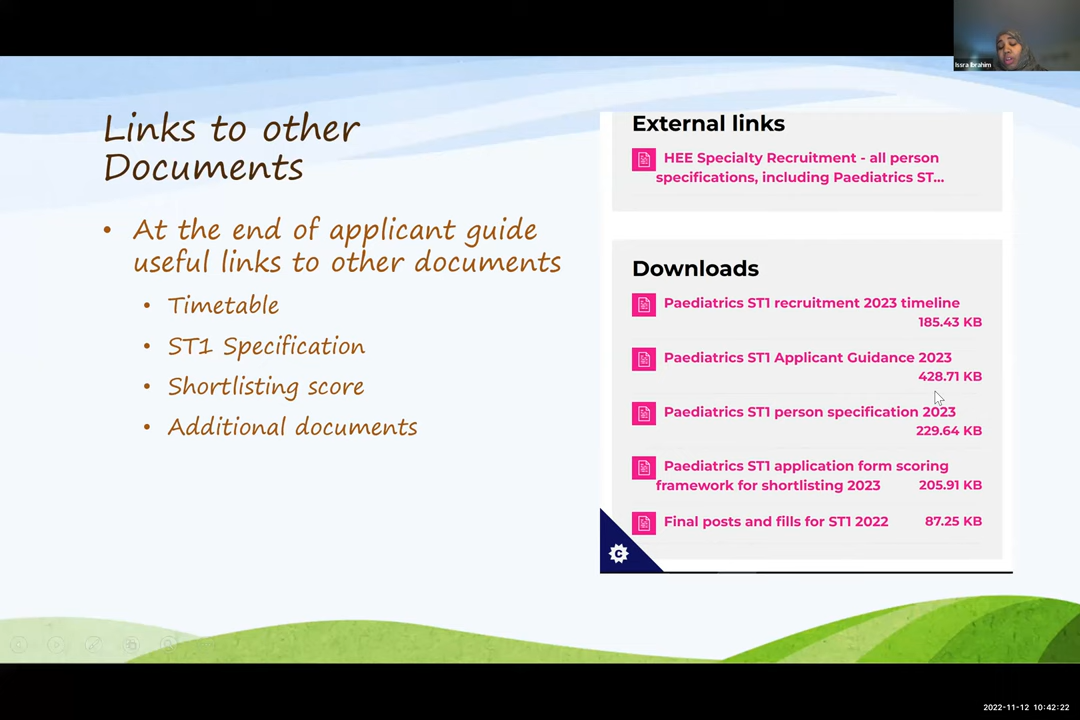 Issra Ibrahim
Links to other
Documents
• At the end of applicant guide
useful links to other documents
• Timetable
• ST1 Specification
• Shortlisting score
• Additional documents
External links
HEE Specialty Recruitment - all person
specifications, including Paediatrics ST...
Downloads
Paediatrics ST1 recruitment 2023 timeline
185.43 KB
Paediatrics ST1 Applicant Guidance 2023
428.71 KB
Paediatrics ST1 person specification 2023
229.64 KB
Paediatrics ST1 application form scoring
framework for shortlisting 2023 205.91 KB
Final posts and fills for ST1 2022 87.25 KB
C
2022-11-12 10:42:22